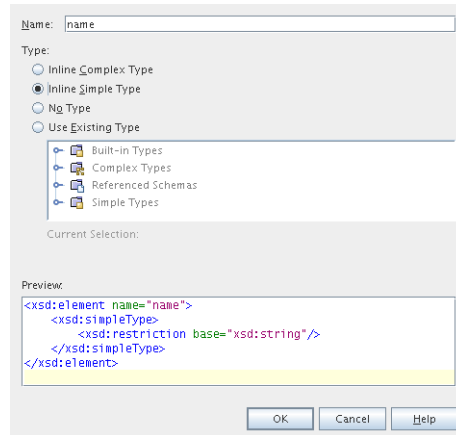 Name: name
Type:
Inline Complex Type
Inline Simple Type
No Type
Use Existing Type
Built-in Types
Complex Types
Referenced Schemas
Simple Types
Current Selection:
Preview:
<xsd:element name="name">
<xsd:simpleType>
<xsd:restriction base="xsd:string"/>
</xsd:simpleType>
</xsd:element>
OK Cancel Help